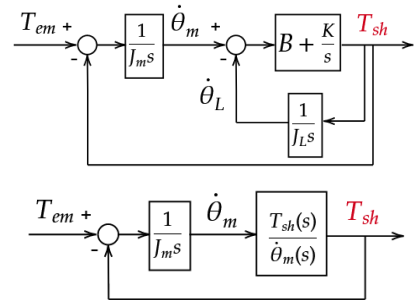 T_em + θ̇_m + T_sh
1/(J_m s) B + K/s
- -
θ̇_L
1/(J_L s)
T_em + θ̇_m T_sh
1/(J_m s) T_sh(s)/θ̇_m(s)
-